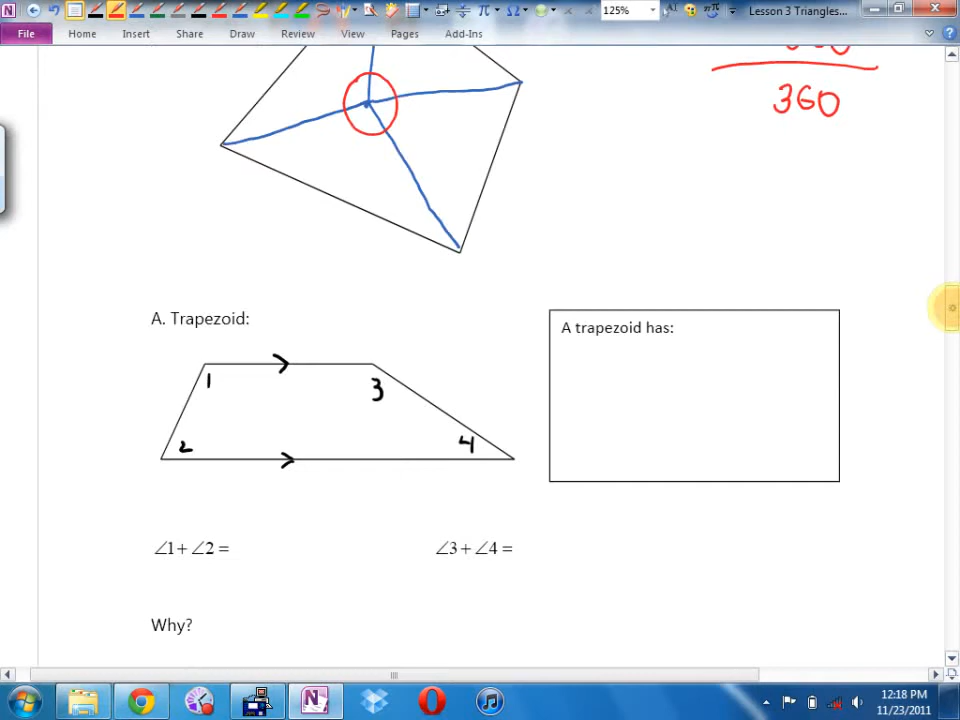 125%
Lesson 3 Triangles...
File Home Insert Share Draw Review View Pages Add-Ins
360
A. Trapezoid:
A trapezoid has:
1
3
2
4
∠1+∠2 =
∠3+∠4 =
Why?
12:18 PM
11/23/2011